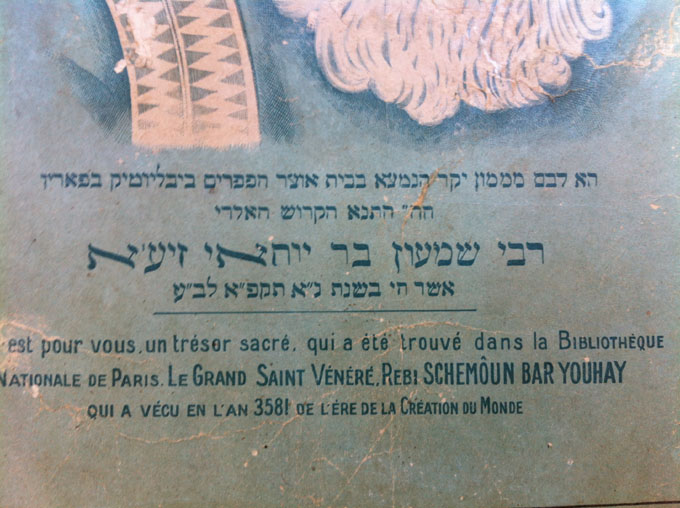 הא לכם מטמון יקר הנמצא בבית אוצר הספרים ביבליוטיק בפאריז
הה" התנא הקדוש האלדי
רבי שמעון בר יוחאי זיע"א
אשר חי בשנת ג"א תקפ"א לב"ע
est pour vous, un trésor sacré, qui a été trouvé dans la BIBLIOTHÈQUE
NATIONALE DE PARIS. LE GRAND SAINT VÉNÉRÉ, REBI SCHEMÔUN BAR YOUHAY
QUI A VÉCU EN L'AN 3581 DE L'ÈRE DE LA CRÉATION DU MONDE